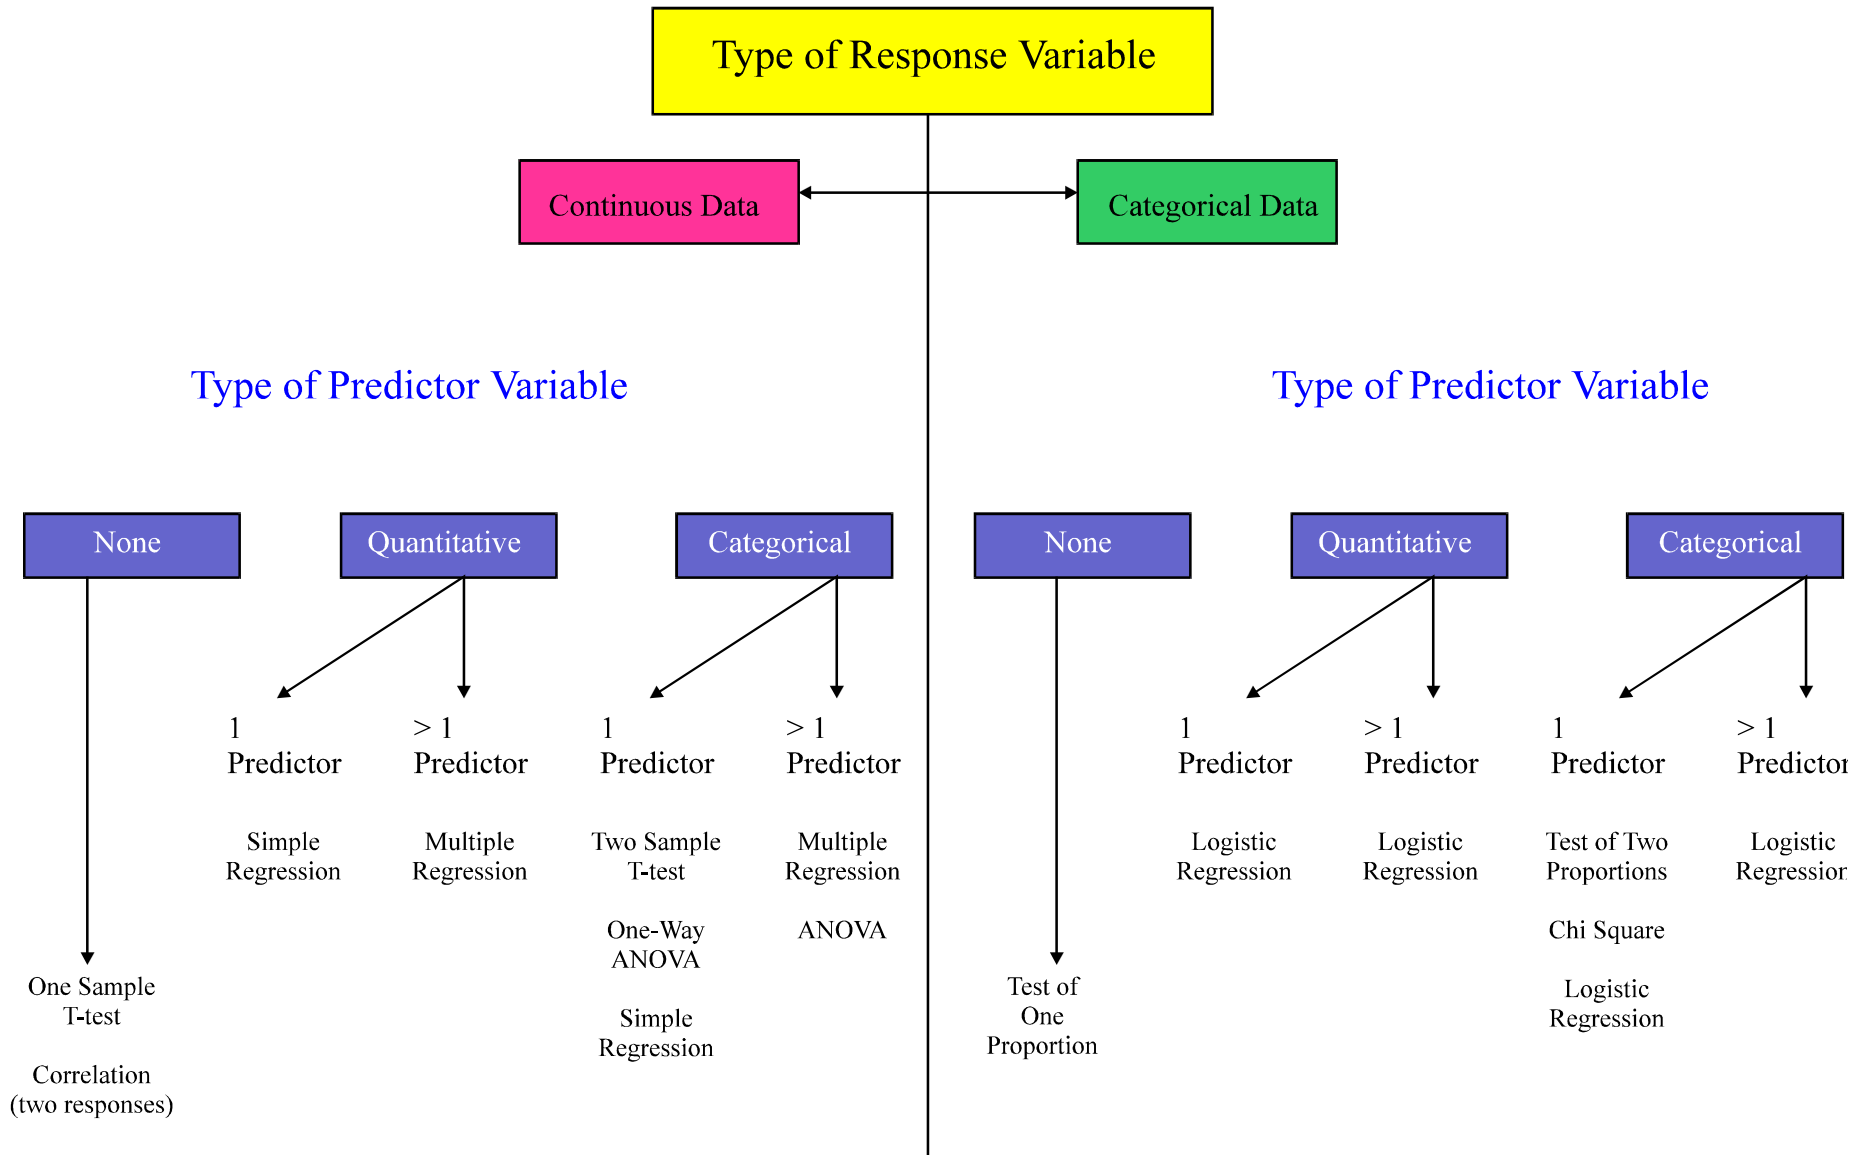 Type of Response Variable
Continuous Data
Categorical Data
Type of Predictor Variable
Type of Predictor Variable
None
Quantitative
Categorical
None
Quantitative
Categorical
1
Predictor
> 1
Predictor
1
Predictor
> 1
Predictor
1
Predictor
> 1
Predictor
1
Predictor
> 1
Predictor
Simple
Regression
Multiple
Regression
Two Sample
T-test
One-Way
ANOVA
Simple
Regression
Multiple
Regression
ANOVA
Logistic
Regression
Logistic
Regression
Test of Two
Proportions
Chi Square
Logistic
Regression
Logistic
Regression
One Sample
T-test
Correlation
(two responses)
Test of
One
Proportion